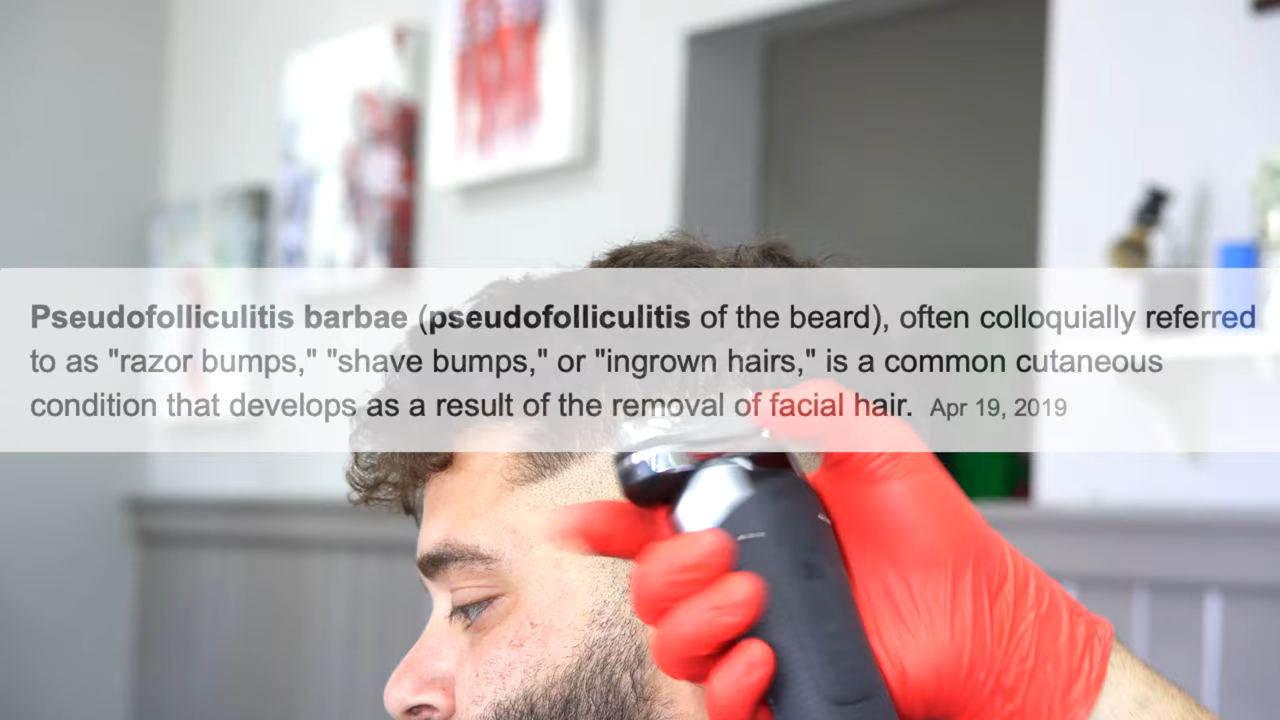 Pseudofolliculitis barbae (pseudofolliculitis of the beard), often colloquially referred
to as "razor bumps," "shave bumps," or "ingrown hairs," is a common cutaneous
condition that develops as a result of the removal of facial hair. Apr 19, 2019